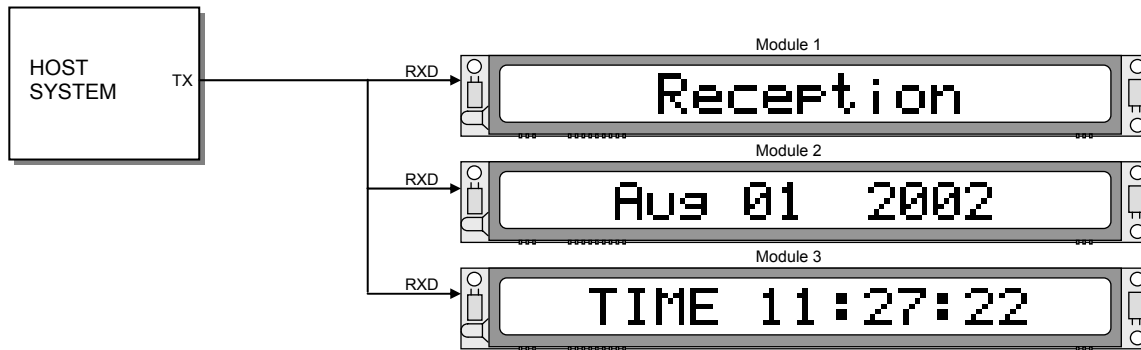 Module 1
HOST
SYSTEM
TX
RXD
Reception
Module 2
RXD
Aug 01 2002
Module 3
RXD
TIME 11:27:22